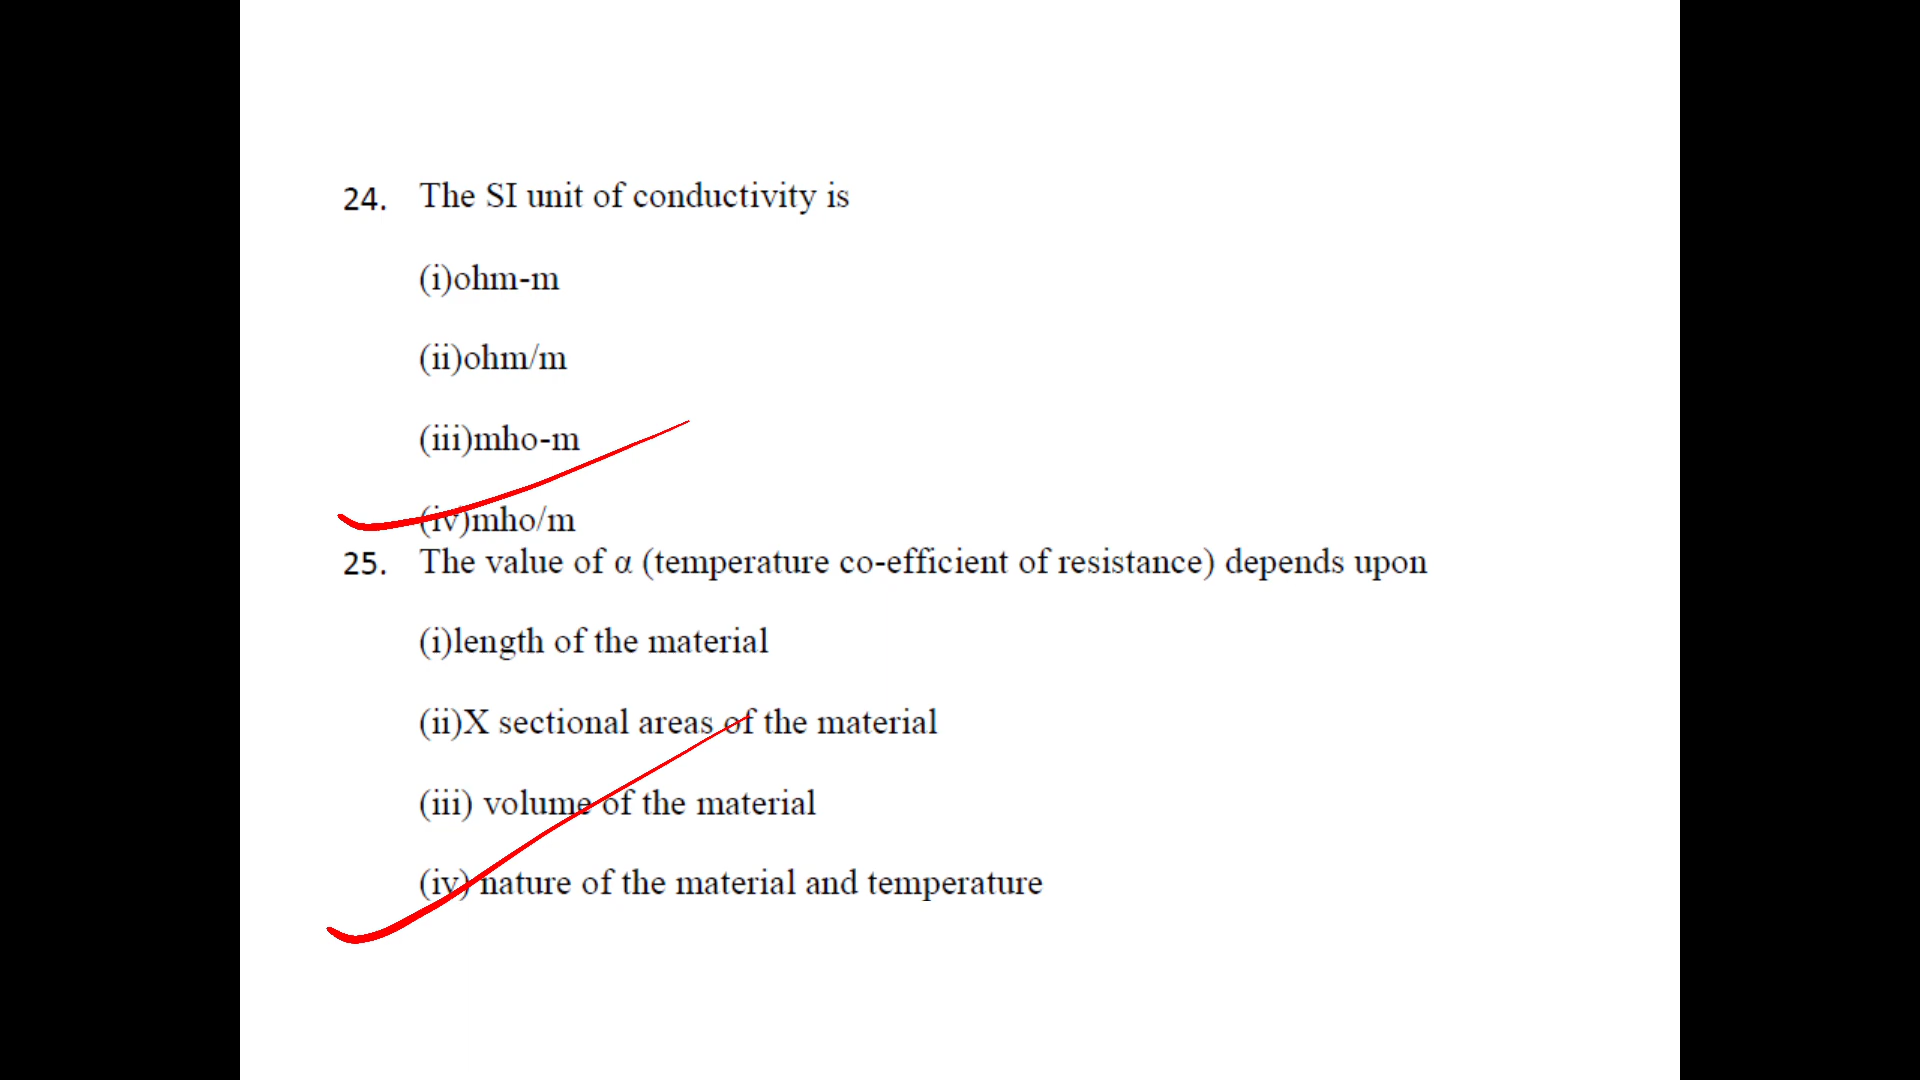 24. The SI unit of conductivity is
(i)ohm-m
(ii)ohm/m
(iii)mho-m
(iv)mho/m
25. The value of α (temperature co-efficient of resistance) depends upon
(i)length of the material
(ii)X sectional areas of the material
(iii) volume of the material
(iv) nature of the material and temperature